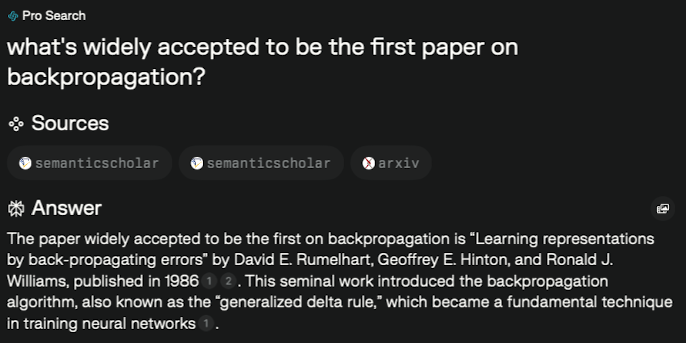 Pro Search
what's widely accepted to be the first paper on
backpropagation?
Sources
semanticscholar
semanticscholar
arxiv
Answer
The paper widely accepted to be the first on backpropagation is “Learning representations
by back-propagating errors” by David E. Rumelhart, Geoffrey E. Hinton, and Ronald J.
Williams, published in 1986 1 2 . This seminal work introduced the backpropagation
algorithm, also known as the “generalized delta rule,” which became a fundamental technique
in training neural networks 1 .